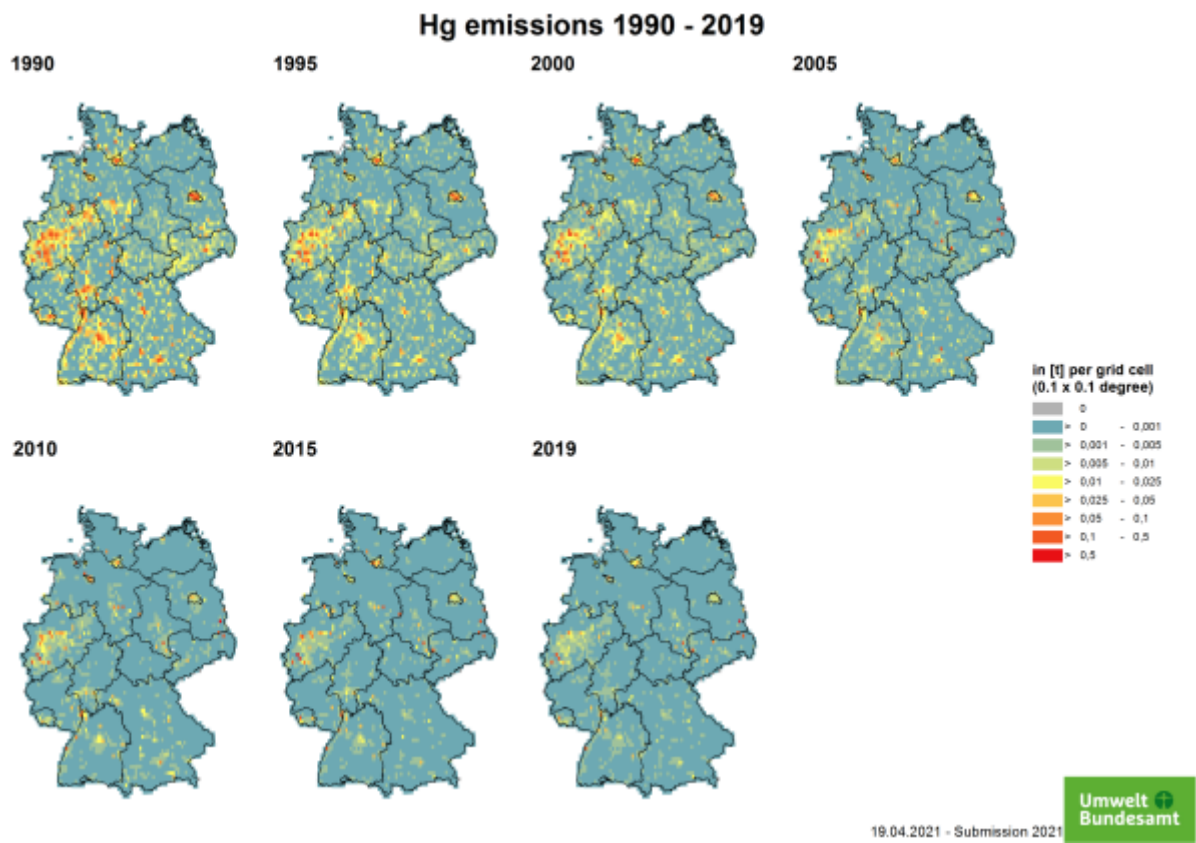 Hg emissions 1990 - 2019
1990
1995
2000
2005
2010
2015
2019
in [t] per grid cell
(0.1 x 0.1 degree)
0
> 0 - 0,001
> 0,001 - 0,005
> 0,005 - 0,01
> 0,01 - 0,025
> 0,025 - 0,05
> 0,05 - 0,1
> 0,1 - 0,5
> 0,5
19.04.2021 - Submission 2021
Umwelt
Bundesamt